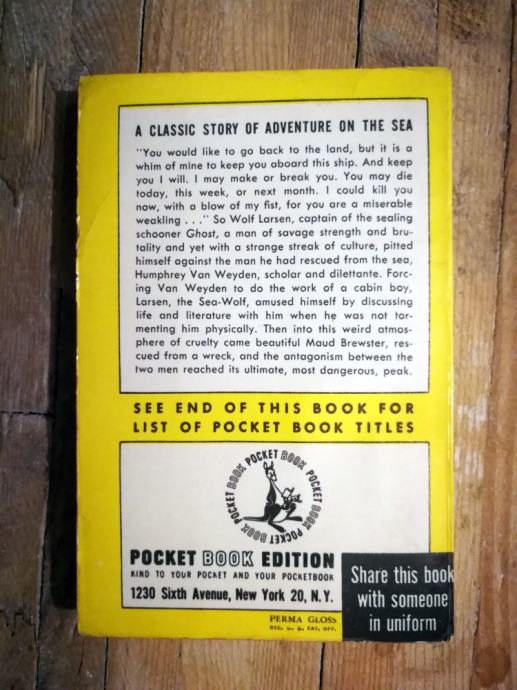 A CLASSIC STORY OF ADVENTURE ON THE SEA
"You would like to go back to the land, but it is a
whim of mine to keep you aboard this ship. And keep
you I will. I may make or break you. You may die
today, this week, or next month. I could kill you
now, with a blow of my fist, for you are a miserable
weakling . . ." So Wolf Larsen, captain of the sealing
schooner Ghost, a man of savage strength and bru-
tality and yet with a strange streak of culture, pitted
himself against the man he had rescued from the sea,
Humphrey Van Weyden, scholar and dilettante. Forc-
ing Van Weyden to do the work of a cabin boy,
Larsen, the Sea-Wolf, amused himself by discussing
life and literature with him when he was not tor-
menting him physically. Then into this weird atmos-
phere of cruelty came beautiful Maud Brewster, res-
cued from a wreck, and the antagonism between the
two men reached its ultimate, most dangerous, peak.
SEE END OF THIS BOOK FOR
LIST OF POCKET BOOK TITLES
POCKET BOOK POCKET BOOK POCKET BOOK POCKET BOOK
POCKET BOOK EDITION
KIND TO YOUR POCKET AND YOUR POCKETBOOK
1230 Sixth Avenue, New York 20, N. Y.
Share this book
with someone
in uniform
PERMA GLOSS
REG. U. S. PAT. OFF.